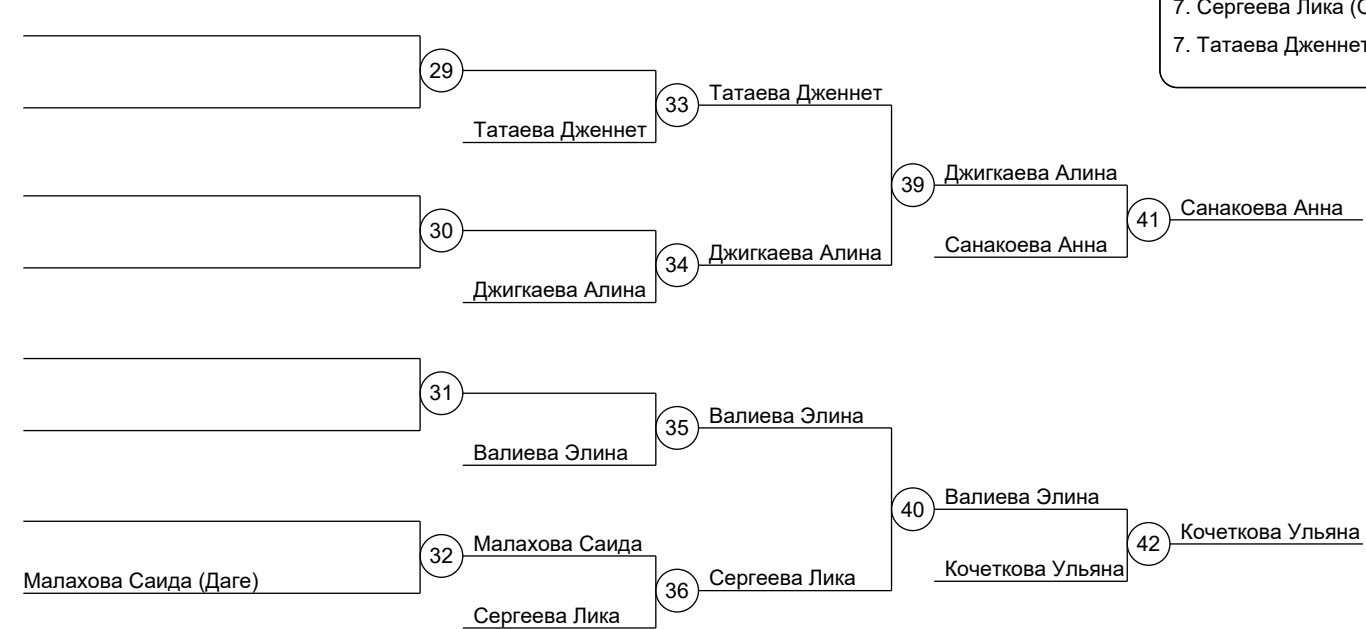 7. Сергеева Лика (
7. Татаева Дженнет
29
Татаева Дженнет
33
Татаева Дженнет
39
Джигкаева Алина
41
Санакоева Анна
Санакоева Анна
30
34
Джигкаева Алина
Джигкаева Алина
31
35
Валиева Элина
Валиева Элина
40
Валиева Элина
42
Кочеткова Ульяна
Кочеткова Ульяна
32
Малахова Саида
Малахова Саида (Даге)
36
Сергеева Лика
Сергеева Лика